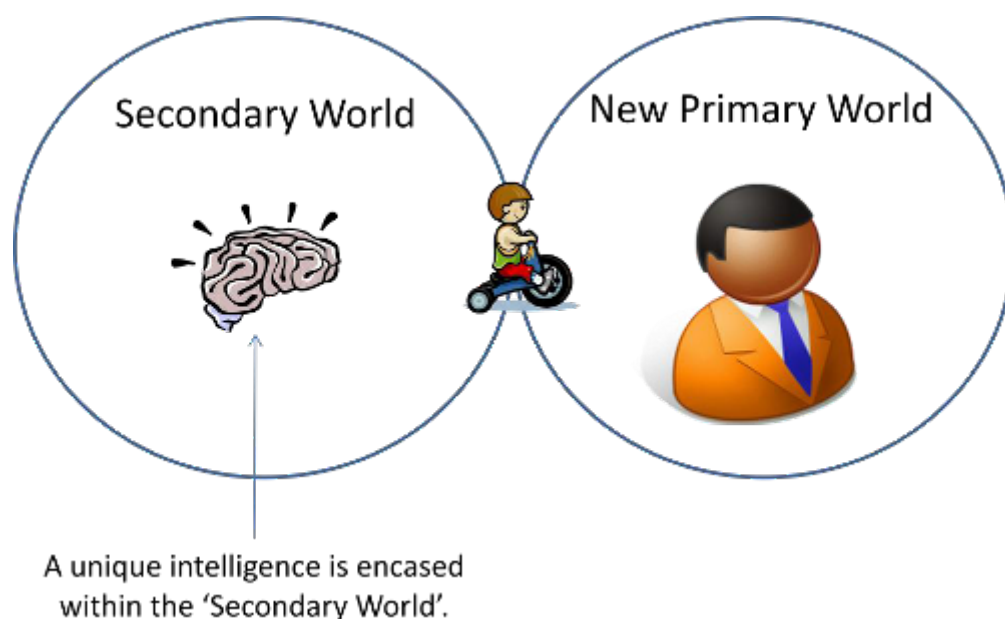 Secondary World
New Primary World
A unique intelligence is encased
within the ‘Secondary World’.